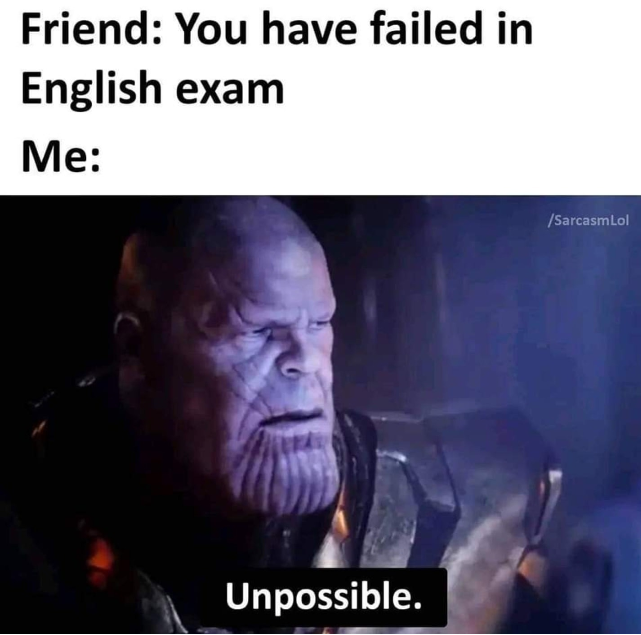 Friend: You have failed in
English exam
Me:
/SarcasmLol
Unpossible.